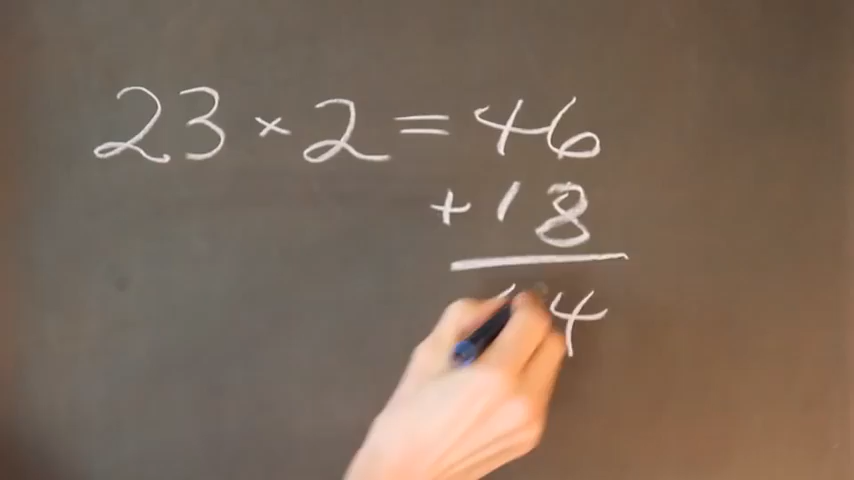 23 × 2 = 46
+ 18
4